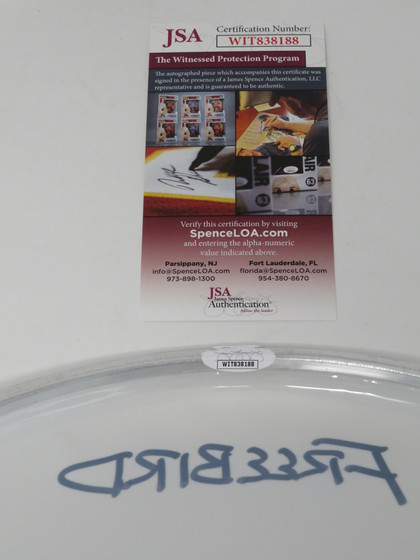 JSA
Certification Number:
WIT838188
The Witnessed Protection Program
The autographed piece which accompanies this certificate was
signed in the presence of a James Spence Authentication, LLC
representative and is guaranteed to be authentic.
Verify this certification by visiting
SpenceLOA.com
and entering the alpha-numeric
value indicated above.
Parsippany, NJ
info@SpenceLOA.com
973-898-1300
Fort Lauderdale, FL
florida@SpenceLOA.com
954-380-8670
JSA
James Spence
Authentication
follow the leader
WIT838188
FREEBIRD